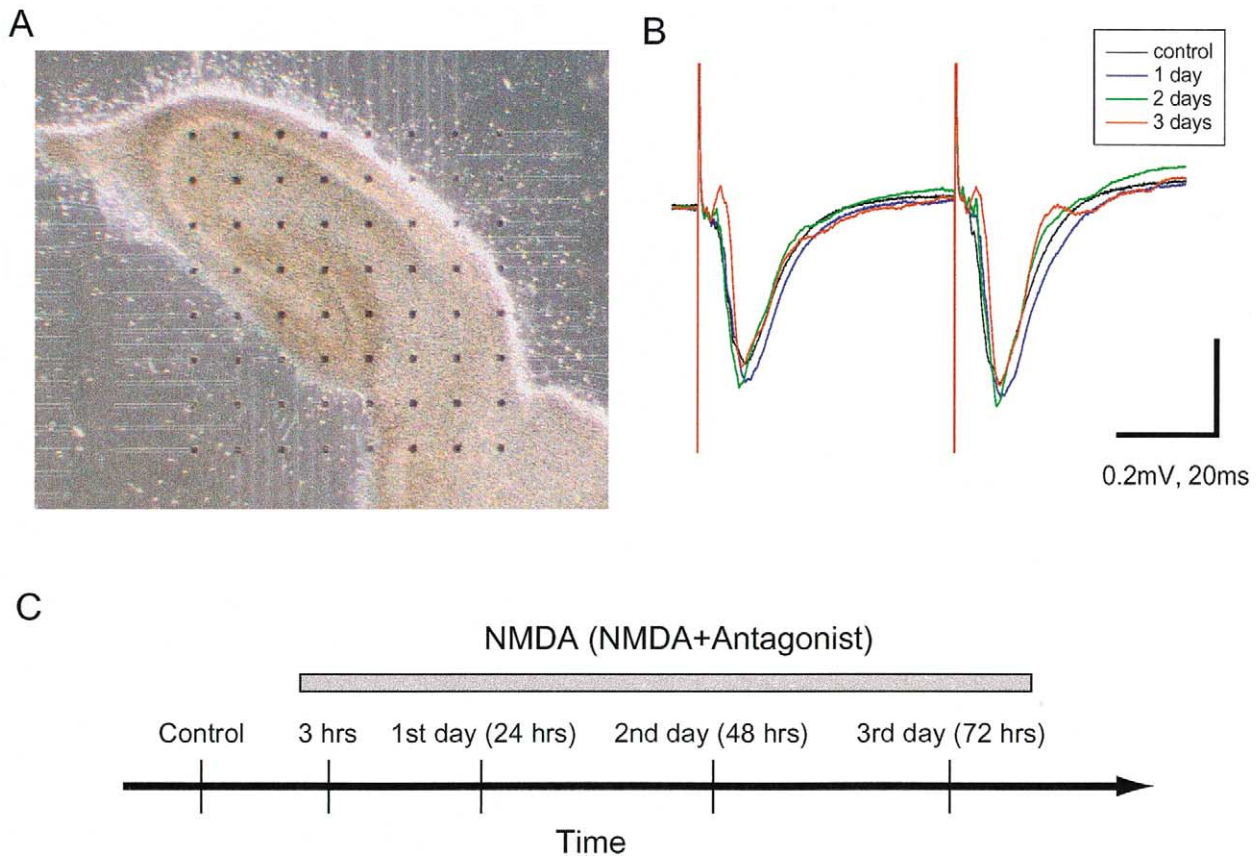 A
B
control
1 day
2 days
3 days
0.2mV, 20ms
C
NMDA (NMDA+Antagonist)
Control 3 hrs 1st day (24 hrs) 2nd day (48 hrs) 3rd day (72 hrs)
Time